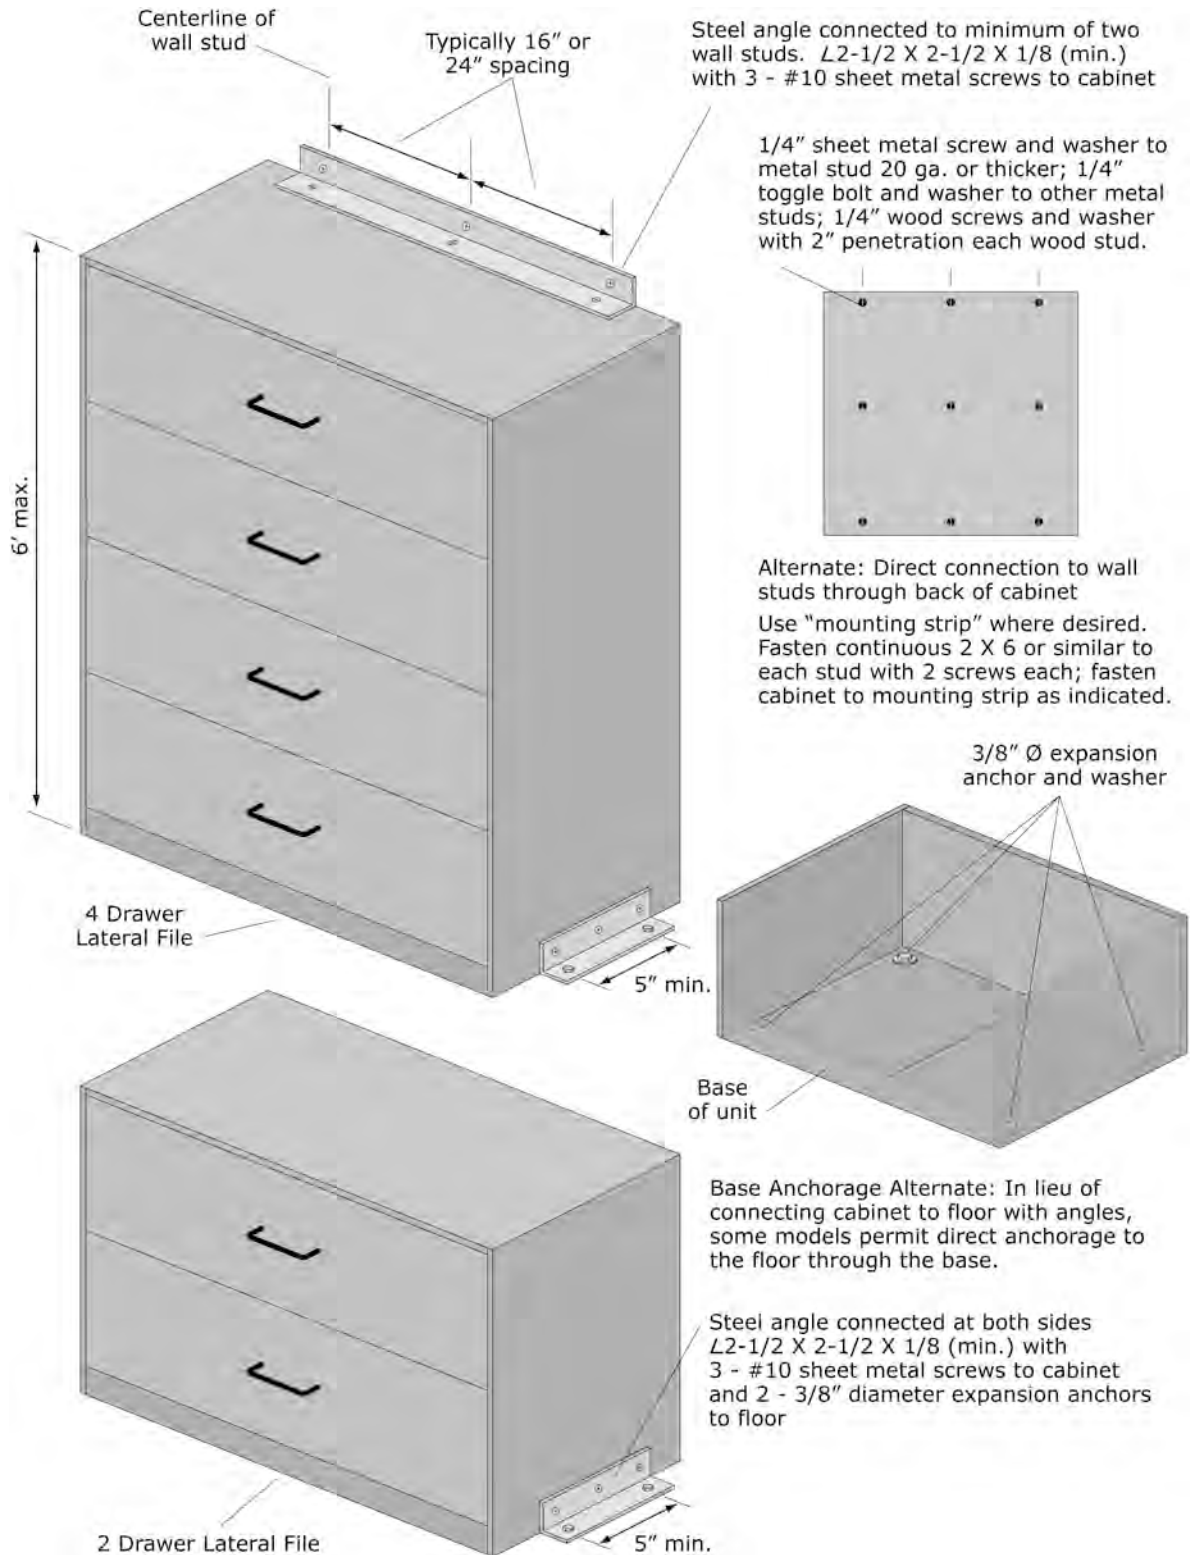 Centerline of
wall stud
Typically 16” or
24” spacing
Steel angle connected to minimum of two
wall studs. ∠2-1/2 X 2-1/2 X 1/8 (min.)
with 3 - #10 sheet metal screws to cabinet
1/4” sheet metal screw and washer to
metal stud 20 ga. or thicker; 1/4”
toggle bolt and washer to other metal
studs; 1/4” wood screws and washer
with 2” penetration each wood stud.
6’ max.
Alternate: Direct connection to wall
studs through back of cabinet
Use “mounting strip” where desired.
Fasten continuous 2 X 6 or similar to
each stud with 2 screws each; fasten
cabinet to mounting strip as indicated.
3/8” Ø expansion
anchor and washer
4 Drawer
Lateral File
5” min.
Base
of unit
Base Anchorage Alternate: In lieu of
connecting cabinet to floor with angles,
some models permit direct anchorage to
the floor through the base.
Steel angle connected at both sides
∠2-1/2 X 2-1/2 X 1/8 (min.) with
3 - #10 sheet metal screws to cabinet
and 2 - 3/8” diameter expansion anchors
to floor
2 Drawer Lateral File
5” min.